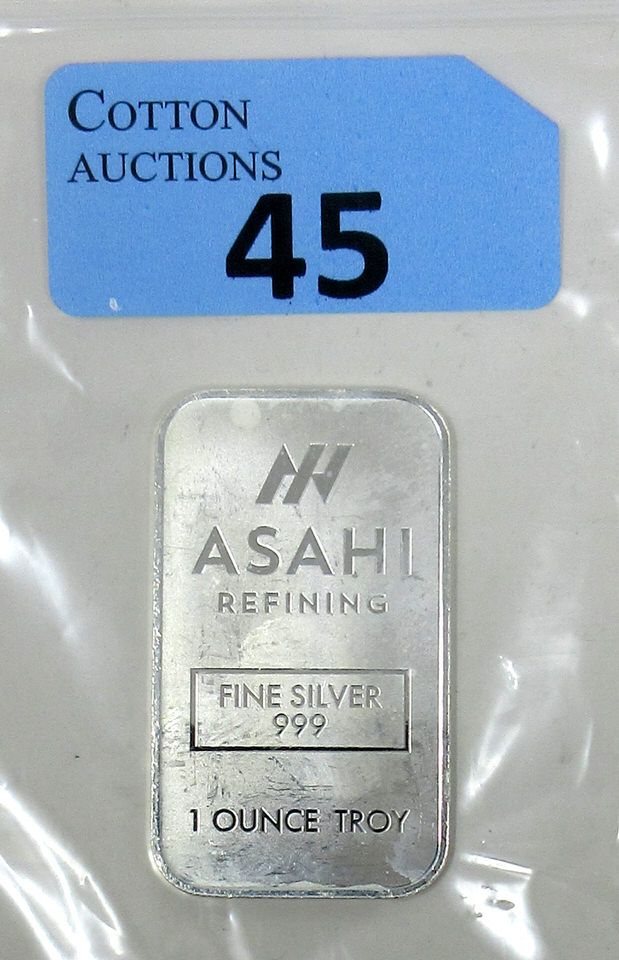 COTTON
AUCTIONS
45
ASAHI
REFINING
FINE SILVER
999
1 OUNCE TROY